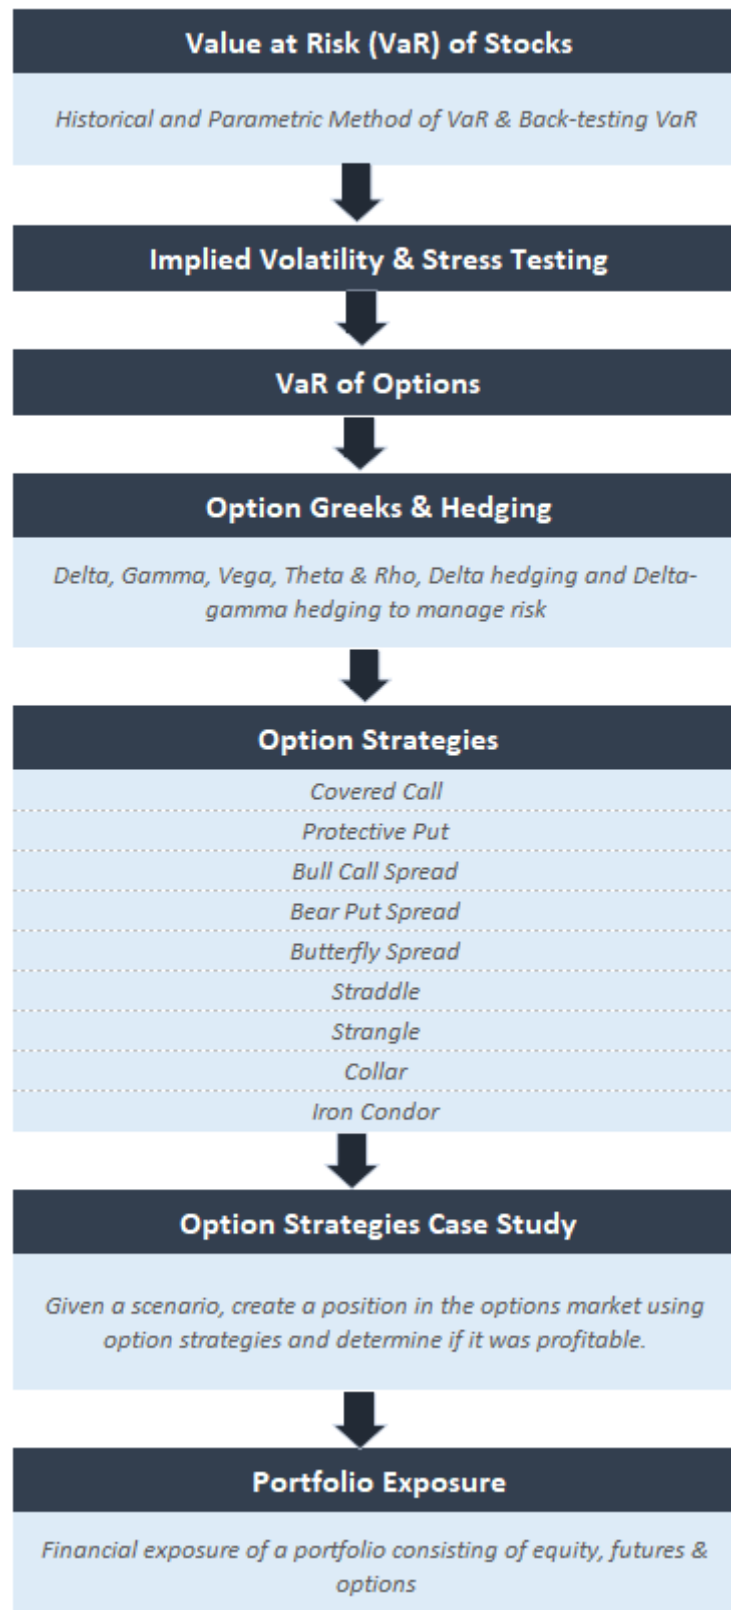 Value at Risk (VaR) of Stocks
Historical and Parametric Method of VaR & Back-testing VaR
Implied Volatility & Stress Testing
VaR of Options
Option Greeks & Hedging
Delta, Gamma, Vega, Theta & Rho, Delta hedging and Delta-
gamma hedging to manage risk
Option Strategies
Covered Call
Protective Put
Bull Call Spread
Bear Put Spread
Butterfly Spread
Straddle
Strangle
Collar
Iron Condor
Option Strategies Case Study
Given a scenario, create a position in the options market using
option strategies and determine if it was profitable.
Portfolio Exposure
Financial exposure of a portfolio consisting of equity, futures &
options